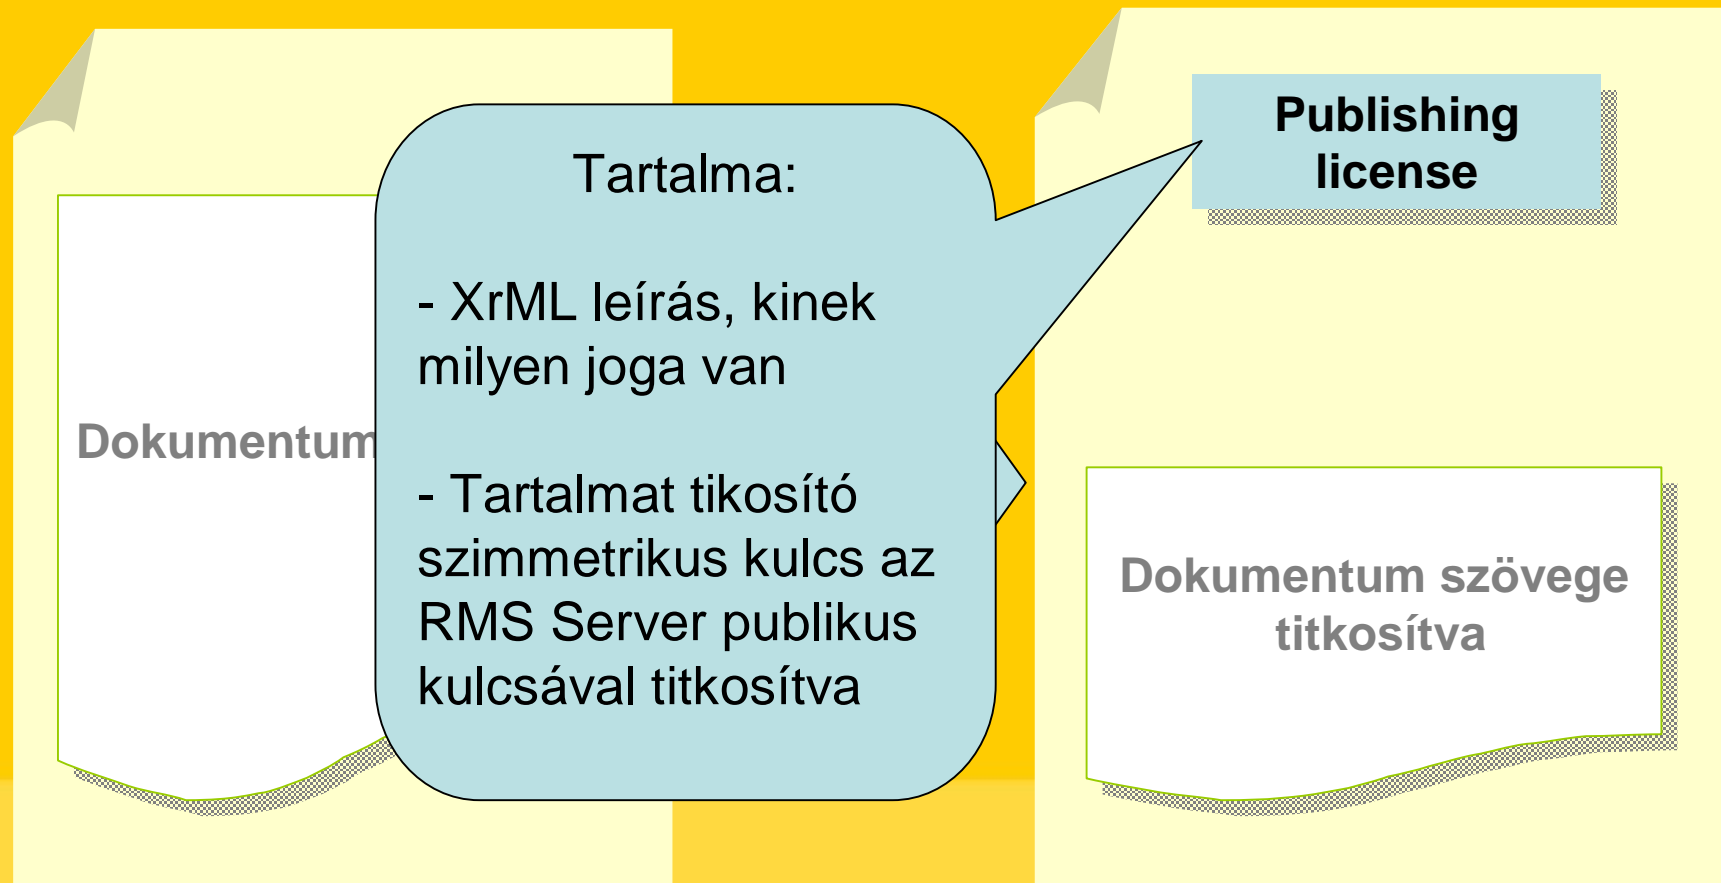 Publishing
license
Tartalma:
- XrML leírás, kinek
milyen joga van
- Tartalmat tikosító
szimmetrikus kulcs az
RMS Server publikus
kulcsával titkosítva
Dokumentum
Dokumentum szövege
titkosítva